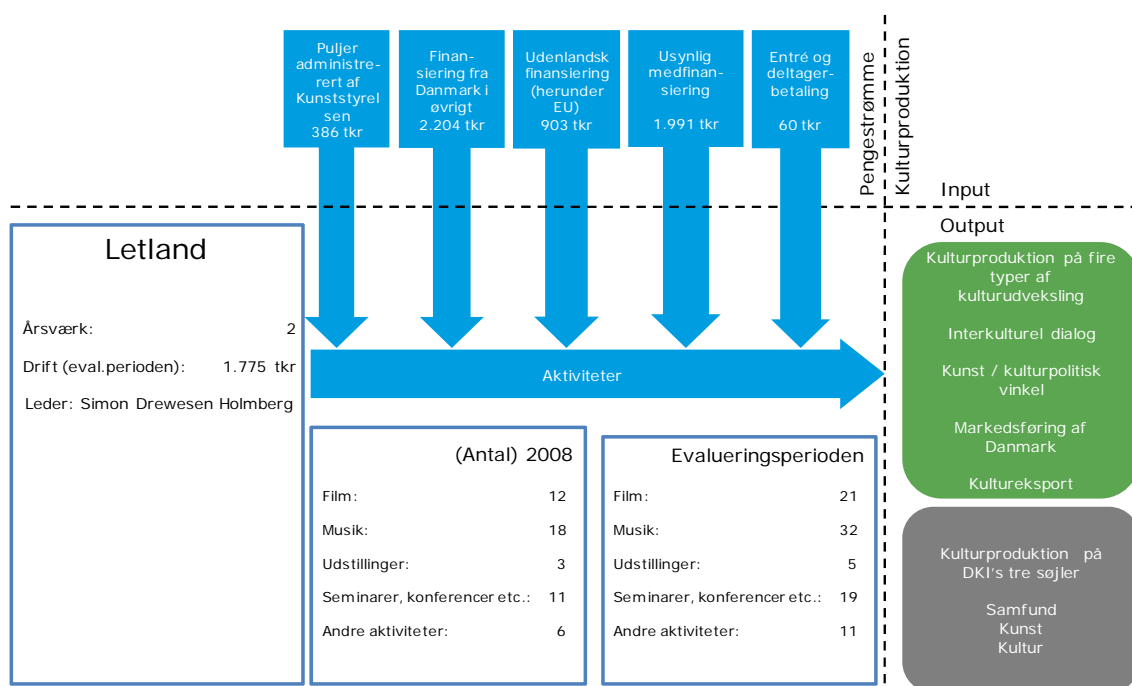 Puljer
administre-
rert af
Kunststyrel
sen
386 tkr
Finan-
siering fra
Danmark i
øvrigt
2.204 tkr
Udenlandsk
finansiering
(herunder
EU)
903 tkr
Usynlig
medfinan-
siering
1.991 tkr
Entré og
deltager-
betaling
60 tkr
Pengestrømme
Kulturproduktion
Input
Output
Letland
Årsværk: 2
Drift (eval.perioden): 1.775 tkr
Leder: Simon Drewesen Holmberg
Aktiviteter
(Antal) 2008
Film: 12
Musik: 18
Udstillinger: 3
Seminarer, konferencer etc.: 11
Andre aktiviteter: 6
Evalueringsperioden
Film: 21
Musik: 32
Udstillinger: 5
Seminarer, konferencer etc.: 19
Andre aktiviteter: 11
Kulturproduktion på fire
typer af
kulturudveksling
Interkulturel dialog
Kunst / kulturpolitisk
vinkel
Markedsføring af
Danmark
Kultureksport
Kulturproduktion på
DKI's tre søjler
Samfund
Kunst
Kultur